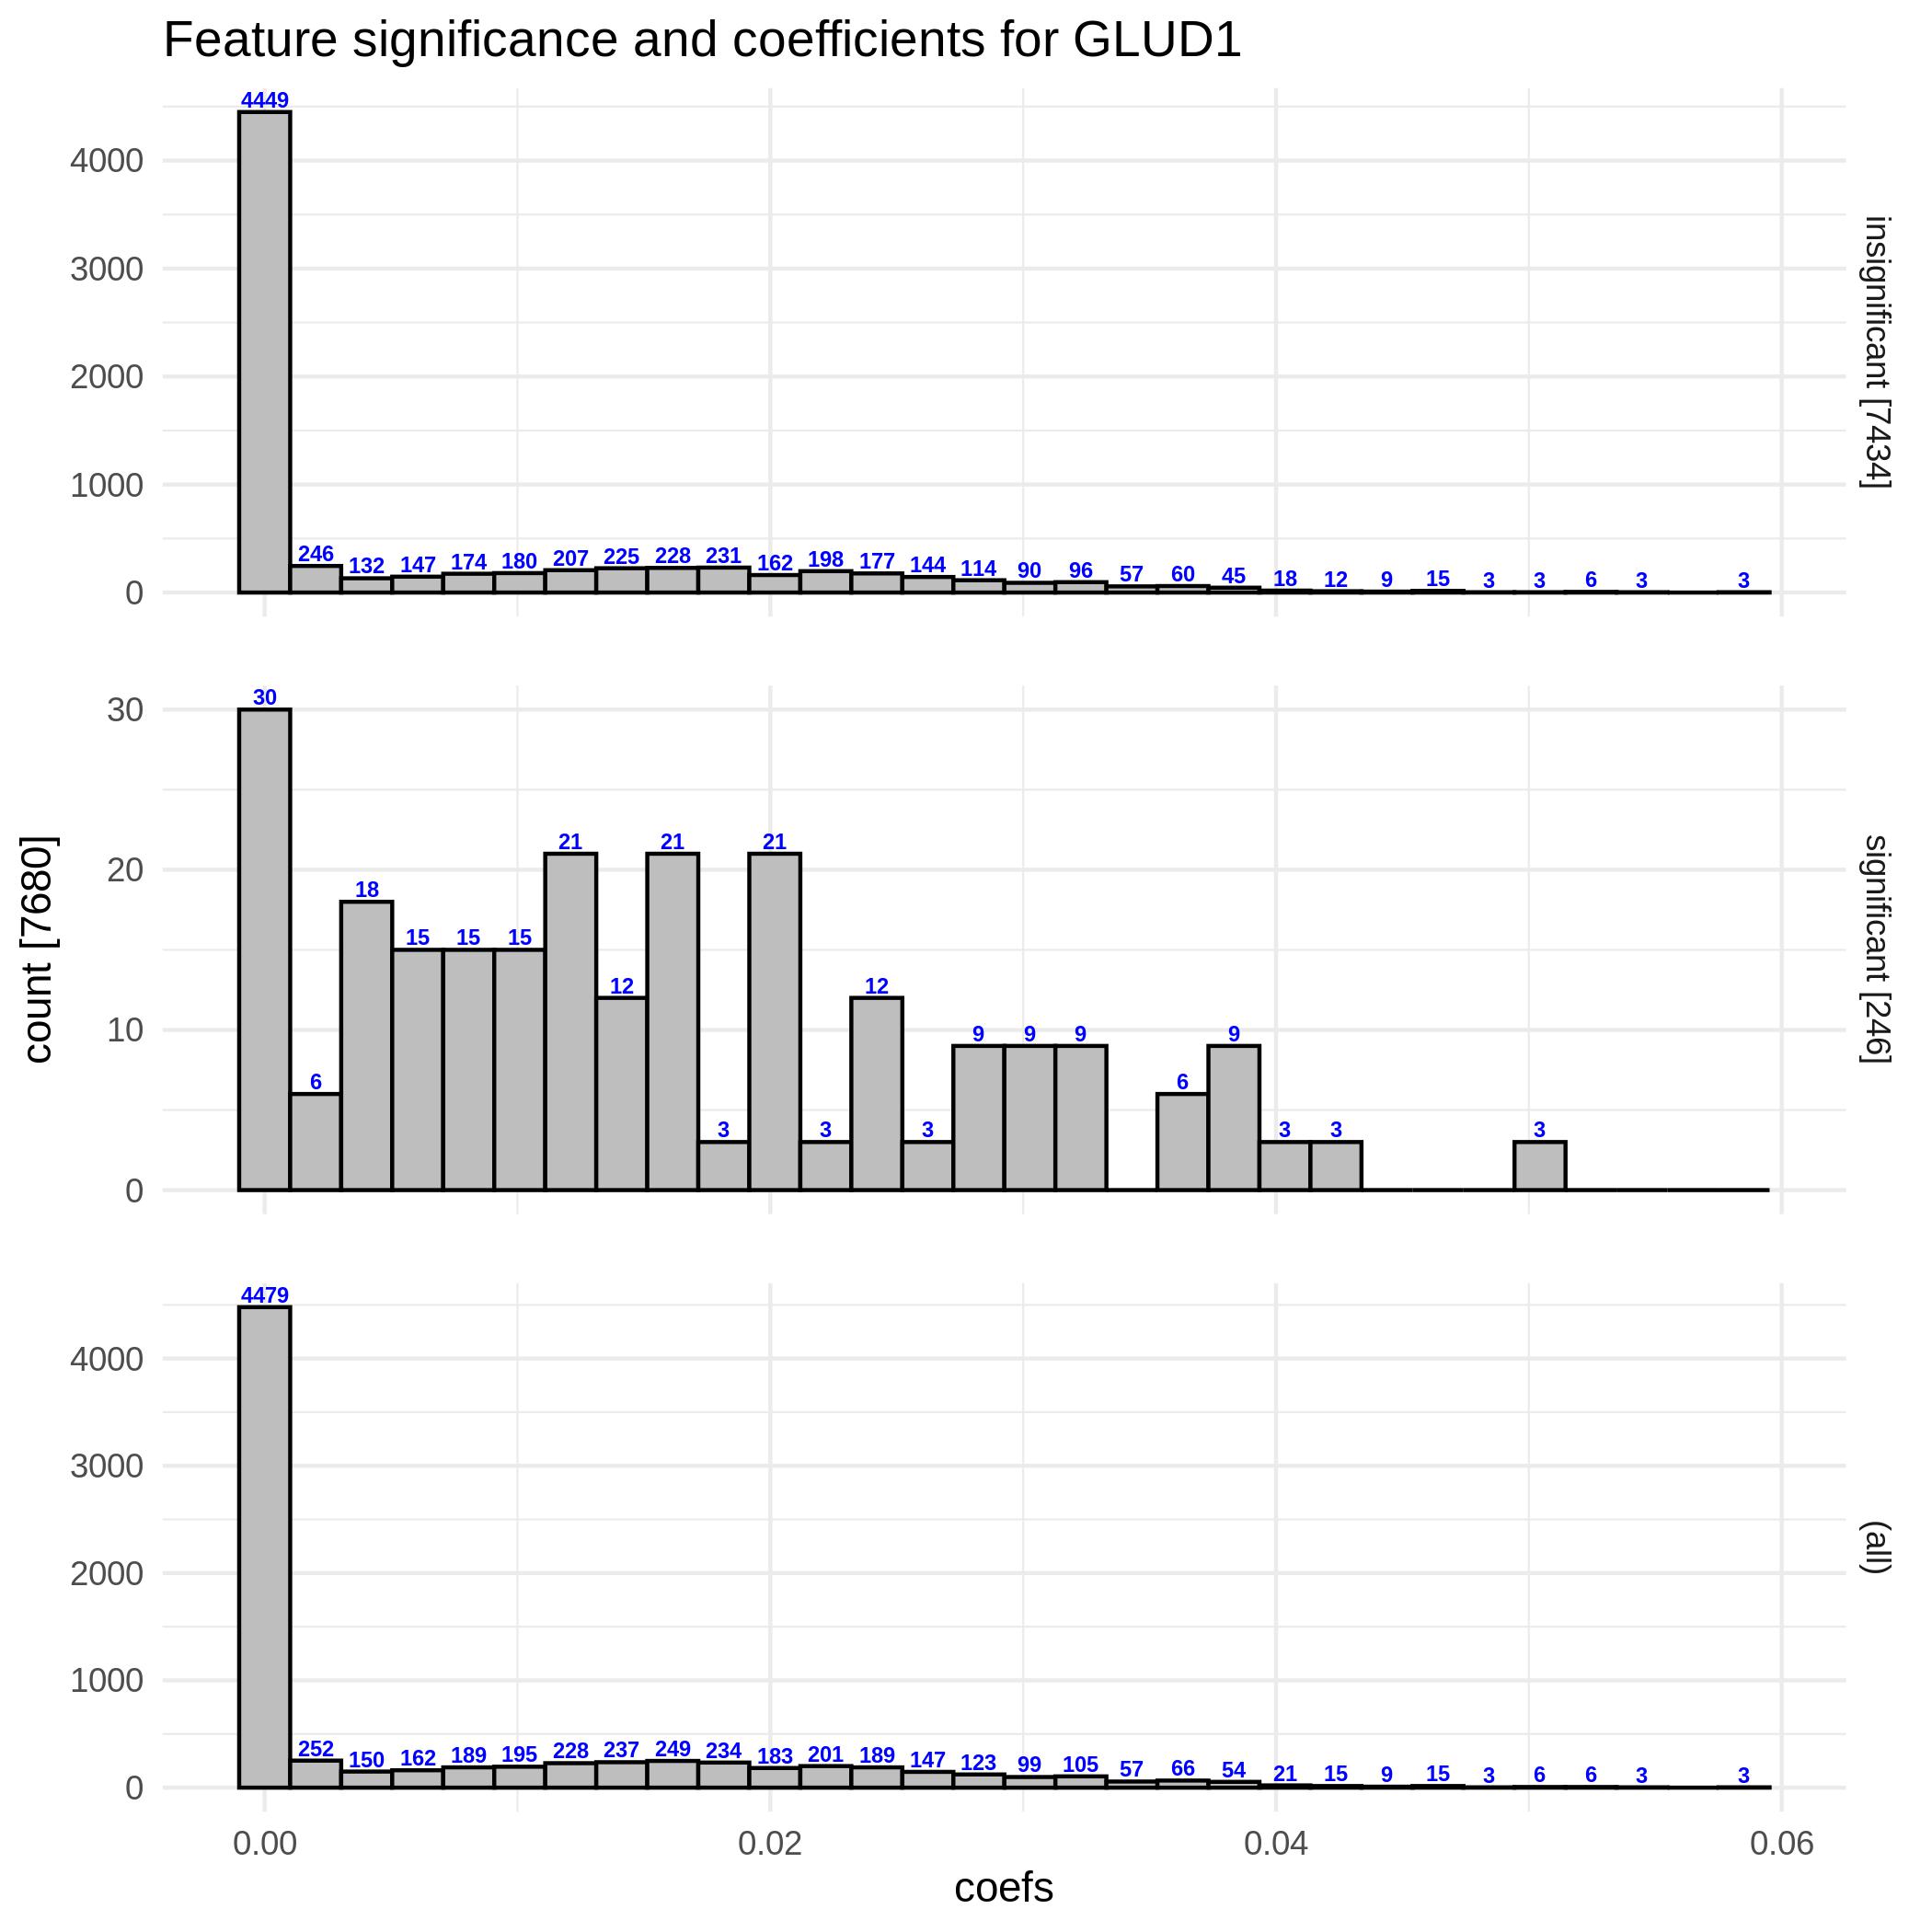 Feature significance and coefficients for GLUD1
4449
4000
3000
2000
1000
0
246 132 147 174 180 207 225 228 231 162 198 177 144 114 90 96 57 60 45 18 12 9 15 3 3 6 3 3
insignificant [7434]
30
30
20
10
0
6 18 15 15 15 21 12 21 3 21 3 12 3 9 9 9 6 9 3 3 3
significant [246]
count [7680]
4479
4000
3000
2000
1000
0
252 150 162 189 195 228 237 249 234 183 201 189 147 123 99 105 57 66 54 21 15 9 15 3 6 6 3 3
(all)
0.00 0.02 0.04 0.06
coefs